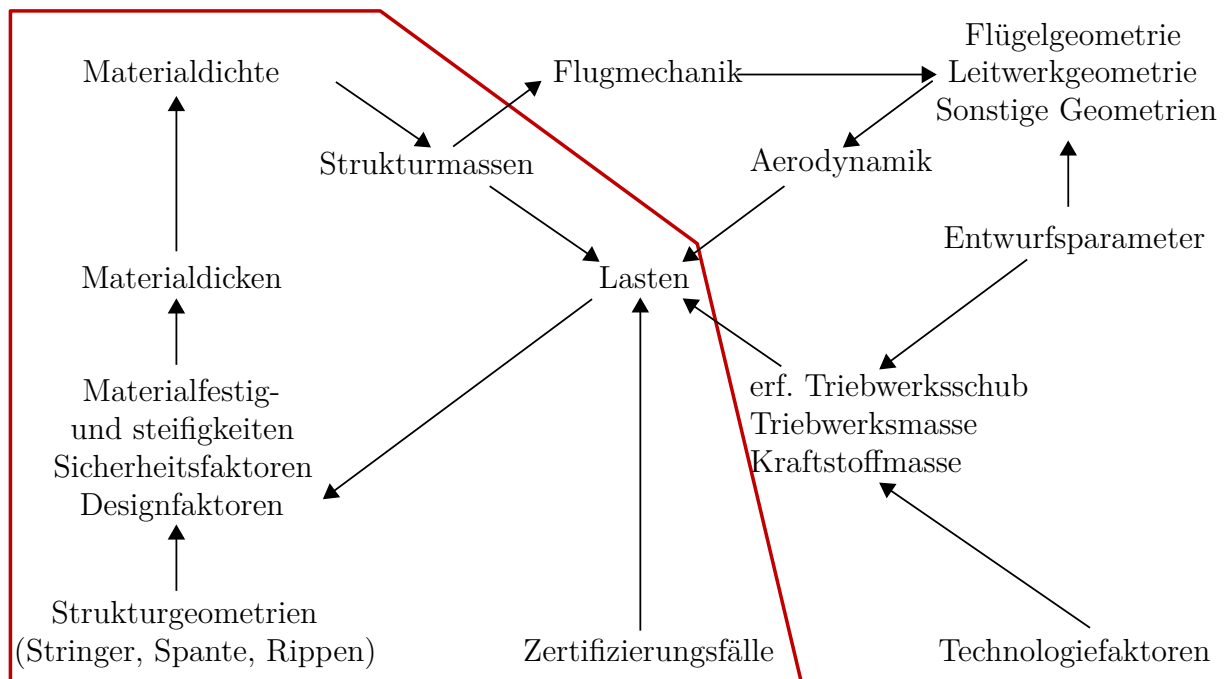 Flügelgeometrie
Materialdichte
Flugmechanik
Leitwerkgeometrie
Sonstige Geometrien
Strukturmassen
Aerodynamik
Entwurfsparameter
Materialdicken
Lasten
Materialfestig-
und steifigkeiten
Sicherheitsfaktoren
Designfaktoren
erf. Triebwerksschub
Triebwerksmasse
Kraftstoffmasse
Strukturgeometrien
(Stringer, Spante, Rippen)
Zertifizierungsfälle
Technologiefaktoren